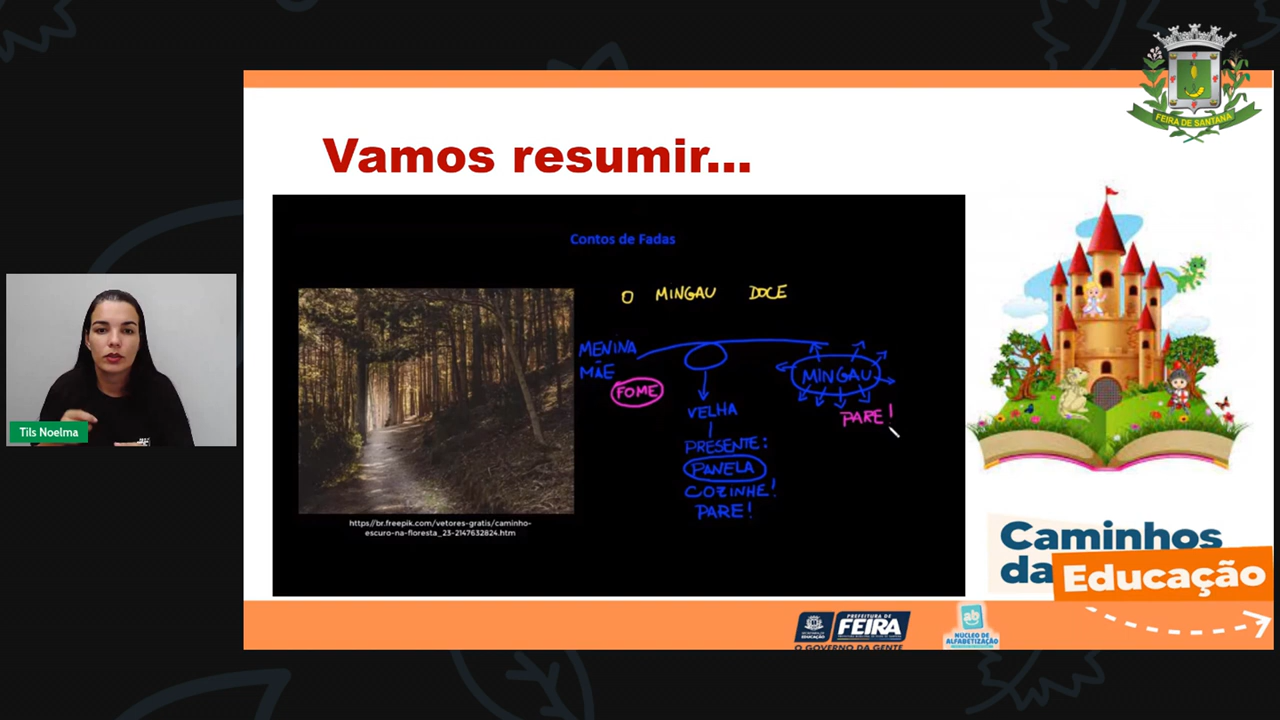 FEIRA DE SANTANA
Vamos resumir...
Contos de Fadas
O MINGAU DOCE
MENINA
MÃE
FOME
VELHA
PRESENTE:
PANELA
COZINHE!
PARE!
MINGAU
PARE!
https//br.freepik.com/vetores-gratis/caminho-
escuro-na-floresta_23-2147632824.htm
Tils Noelma
Caminhos
da Educação
PREFEITURA DE
FEIRA
O GOVERNO DA GENTE
ab
NÚCLEO DE
ALFABETIZAÇÃO